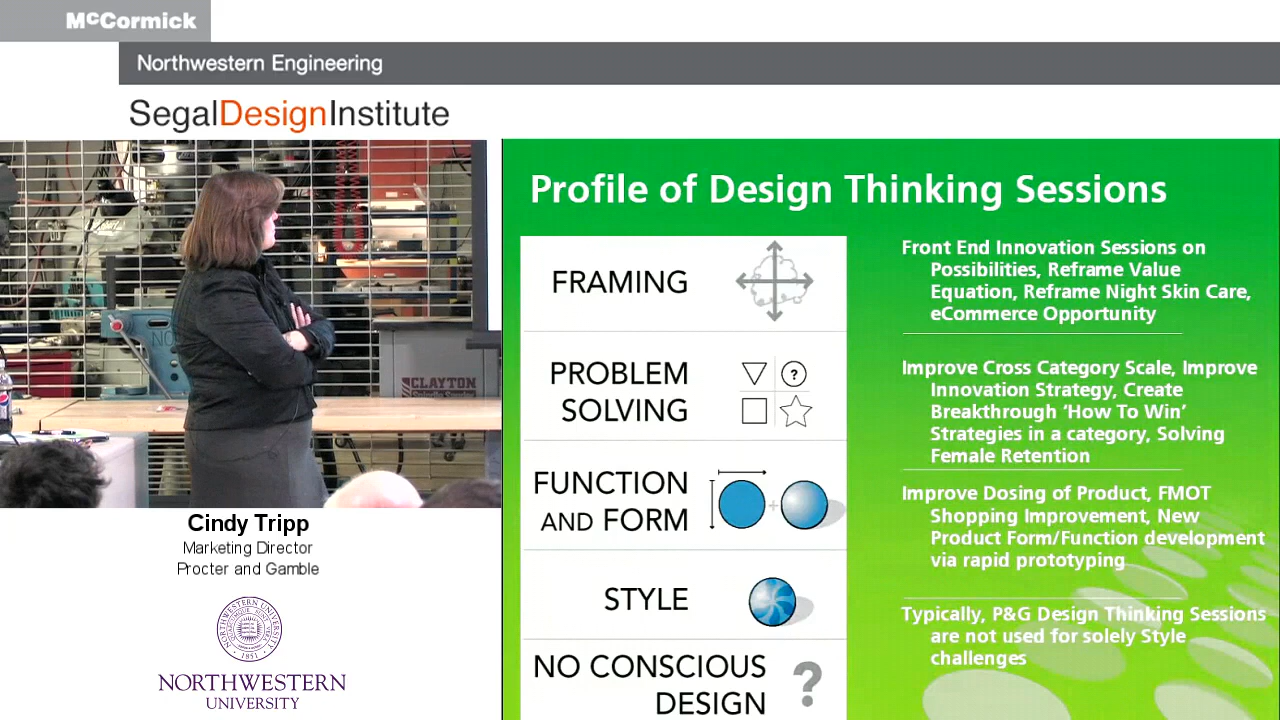 McCormick
Northwestern Engineering
SegalDesignInstitute
CLAYTON
Cindy Tripp
Marketing Director
Procter and Gamble
NORTHWESTERN
UNIVERSITY
1851
NORTHWESTERN
UNIVERSITY
Profile of Design Thinking Sessions
FRAMING
Front End Innovation Sessions on
Possibilities, Reframe Value
Equation, Reframe Night Skin Care,
eCommerce Opportunity
PROBLEM
SOLVING
?
Improve Cross Category Scale, Improve
Innovation Strategy, Create
Breakthrough ‘How To Win’
Strategies in a category, Solving
Female Retention
FUNCTION
AND FORM
+
Improve Dosing of Product, FMOT
Shopping Improvement, New
Product Form/Function development
via rapid prototyping
STYLE
Typically, P&G Design Thinking Sessions
are not used for solely Style
challenges
NO CONSCIOUS
DESIGN
?